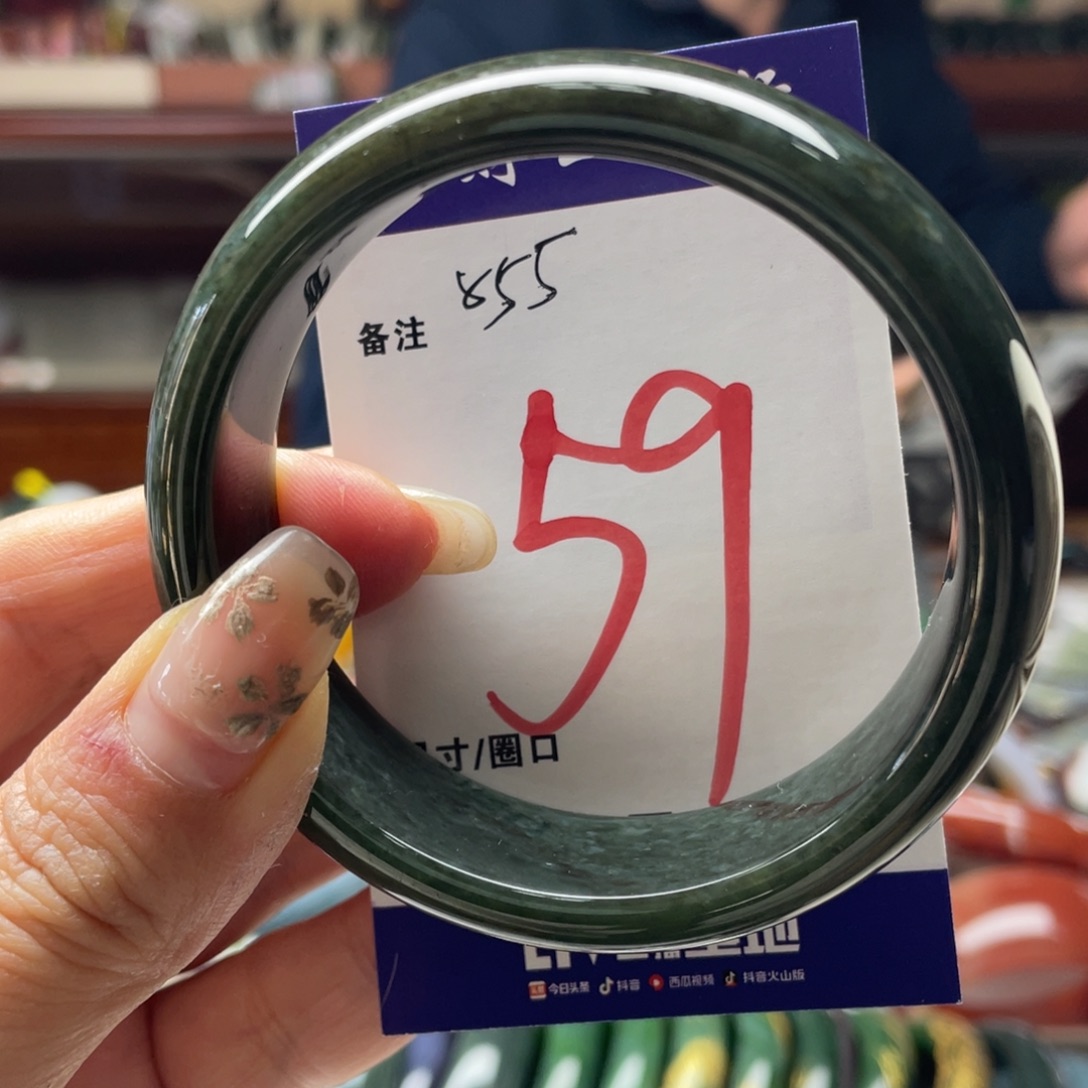 855
备注
59
寸/圈口
今日头条 抖音 西瓜视频 抖音火山版